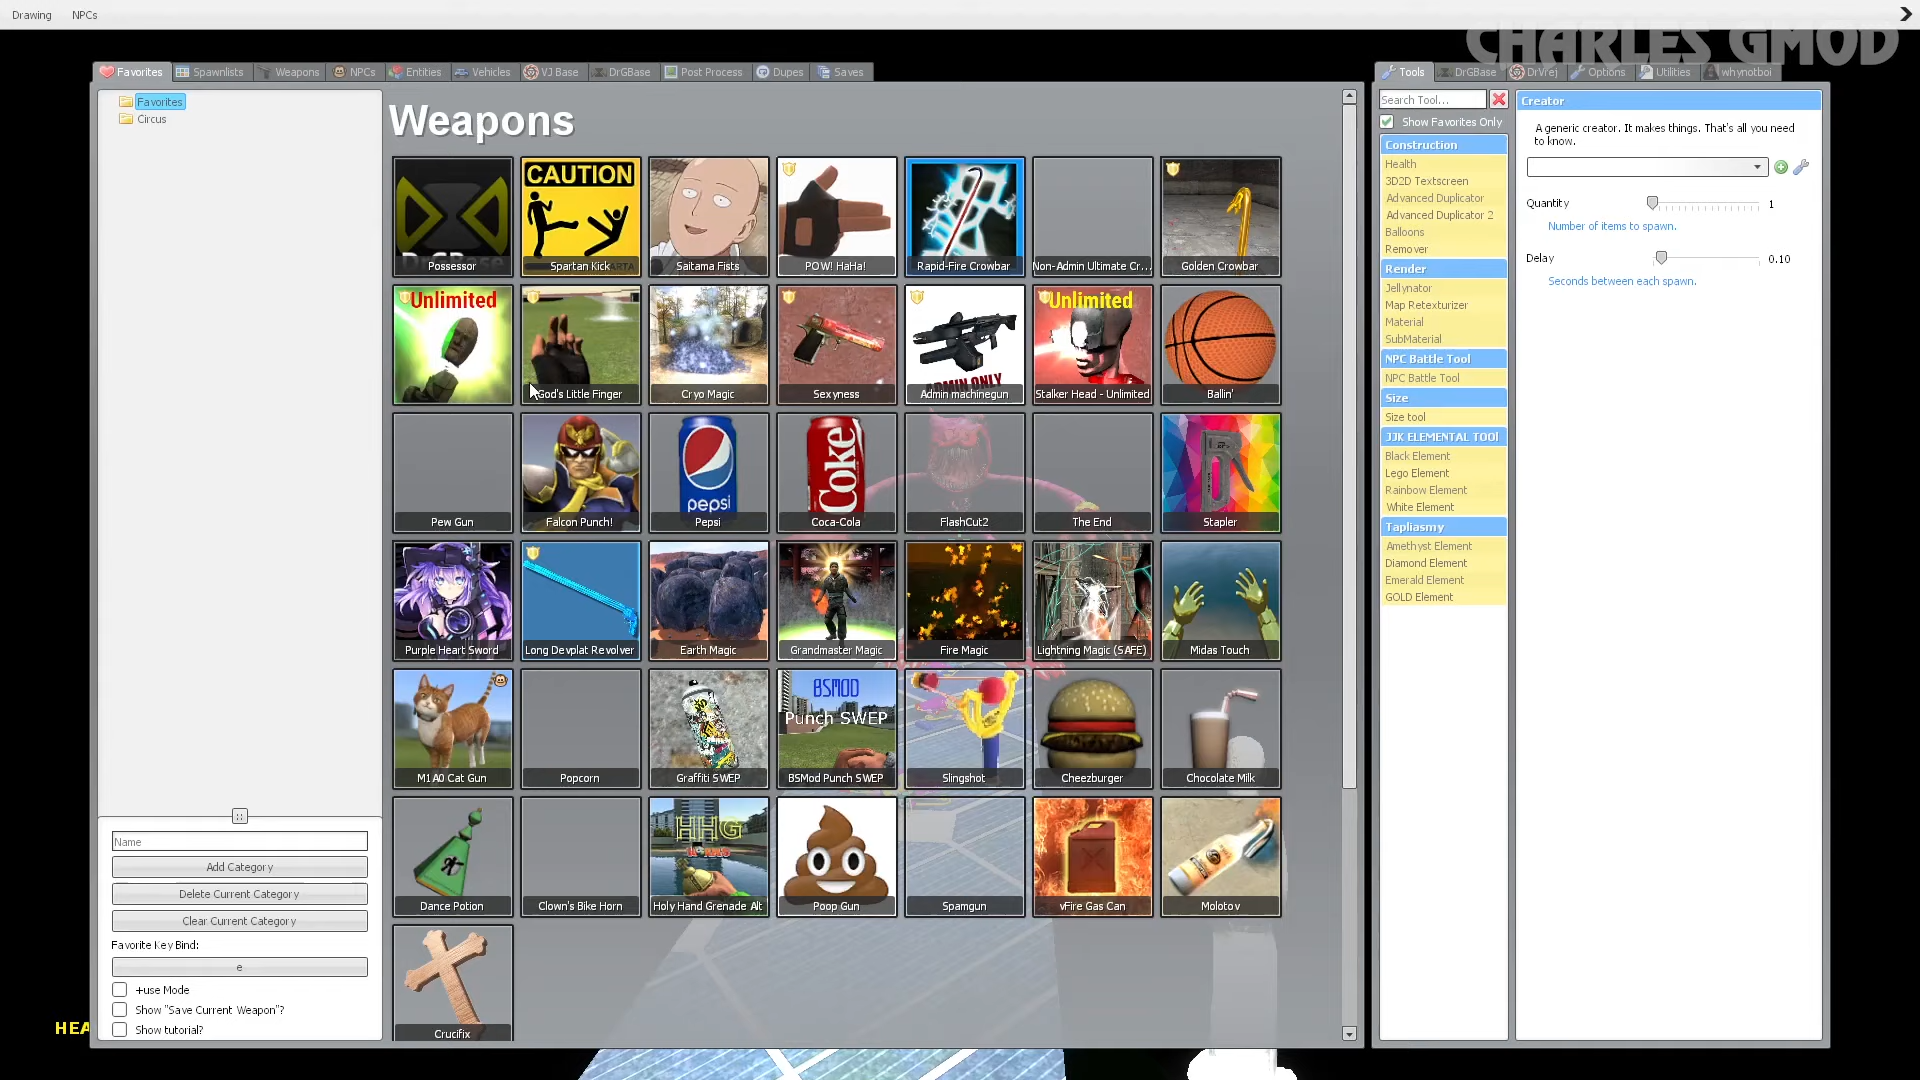 Drawing NPCs
CHARLES GMOD
Favorites Spawnlists Weapons NPCs Entities Vehicles VJ Base DrGBase Post Process Dupes Saves
Tools DrGBase DrVrej Options Utilities whynotboi
Favorites
Circus
Weapons
Possessor
CAUTION
Spartan Kick
Saitama Fists
POW! HaHa!
Rapid-Fire Crowbar
Non-Admin Ultimate Cr...
Golden Crowbar
Unlimited
God's Little Finger
Cryo Magic
Sexyness
ADMIN ONLY
Admin machinegun
Unlimited
Stalker Head - Unlimited
Ballin'
Pew Gun
Falcon Punch!
pepsi
Pepsi
Coke
Coca-Cola
FlashCut2
The End
Stapler
Purple Heart Sword
Long Devplat Revolver
Earth Magic
Grandmaster Magic
Fire Magic
Lightning Magic (SAFE)
Midas Touch
M1A0 Cat Gun
Popcorn
Graffiti SWEP
BSMOD
Punch SWEP
BSMod Punch SWEP
Slingshot
Cheezburger
Chocolate Milk
Dance Potion
Clown's Bike Horn
HHG
Holy Hand Grenade Alt
Poop Gun
Spamgun
vFire Gas Can
Molotov
Crucifix
Name
Add Category
Delete Current Category
Clear Current Category
Favorite Key Bind:
e
+use Mode
Show "Save Current Weapon"?
Show tutorial?
HEA
Search Tool...
Show Favorites Only
Construction
Health
3D2D Textscreen
Advanced Duplicator
Advanced Duplicator 2
Balloons
Remover
Render
Jellynator
Map Retexturizer
Material
SubMaterial
NPC Battle Tool
NPC Battle Tool
Size
Size tool
JJK ELEMENTAL TOOl
Black Element
Lego Element
Rainbow Element
White Element
Tapliasmy
Amethyst Element
Diamond Element
Emerald Element
GOLD Element
Creator
A generic creator. It makes things. That's all you need
to know.
Quantity 1
Number of items to spawn.
Delay 0.10
Seconds between each spawn.